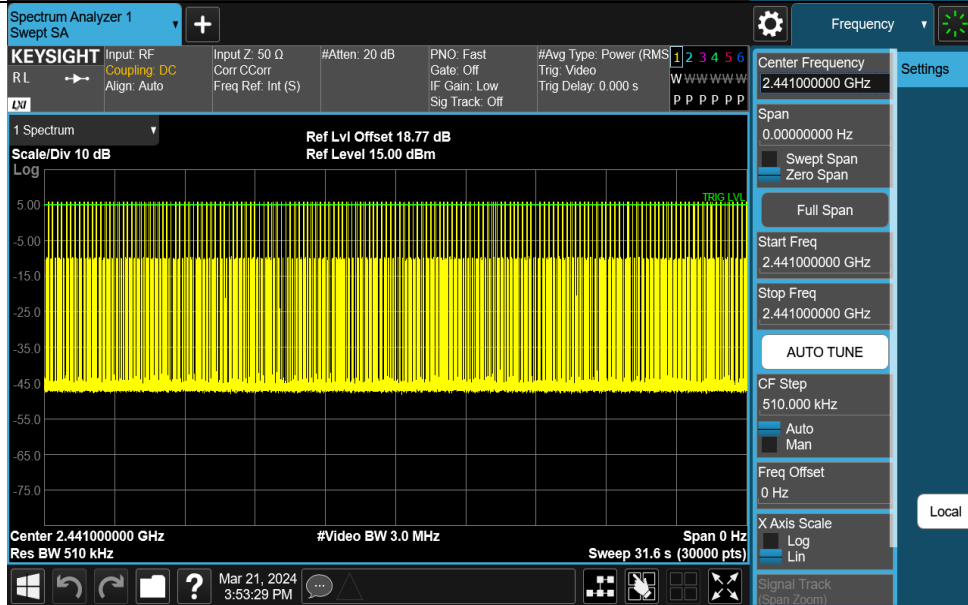 Spectrum Analyzer 1
Swept SA
Frequency
KEYSIGHT
RL
LXI
Input: RF
Coupling: DC
Align: Auto
Input Z: 50 Ω
Corr CCorr
Freq Ref: Int (S)
#Atten: 20 dB
PNO: Fast
Gate: Off
IF Gain: Low
Sig Track: Off
#Avg Type: Power (RMS
Trig: Video
Trig Delay: 0.000 s
1 2 3 4 5 6
W W W W W W
P P P P P P
1 Spectrum
Scale/Div 10 dB
Log
Ref Lvl Offset 18.77 dB
Ref Level 15.00 dBm
TRIG LVL
5.00
-5.00
-15.0
-25.0
-35.0
-45.0
-55.0
-65.0
-75.0
Center 2.441000000 GHz
Res BW 510 kHz
#Video BW 3.0 MHz
Span 0 Hz
Sweep 31.6 s (30000 pts)
Mar 21, 2024
3:53:29 PM
Center Frequency
2.441000000 GHz
Span
0.00000000 Hz
Swept Span
Zero Span
Full Span
Start Freq
2.441000000 GHz
Stop Freq
2.441000000 GHz
AUTO TUNE
CF Step
510.000 kHz
Auto
Man
Freq Offset
0 Hz
X Axis Scale
Log
Lin
Signal Track
(Span Zoom)
Settings
Local